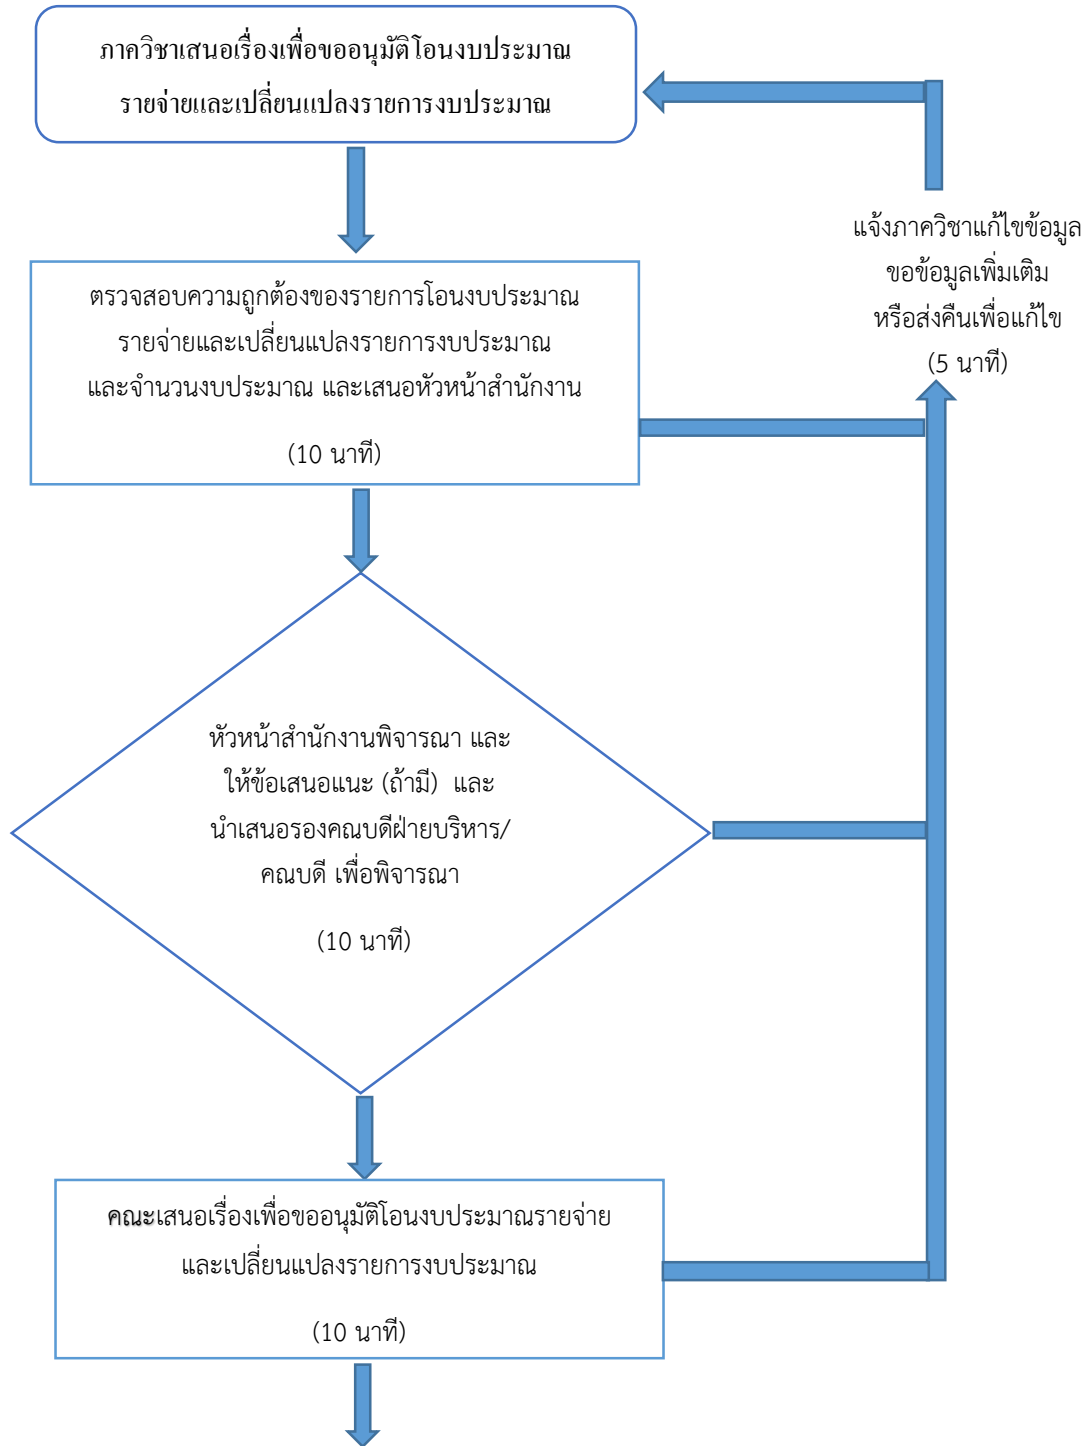 ภาควิชาเสนอเรื่องเพื่อขออนุมัติโอนงบประมาณ
รายจ่ายและเปลี่ยนแปลงรายการงบประมาณ
แจ้งภาควิชาแก้ไขข้อมูล
ขอข้อมูลเพิ่มเติม
หรือส่งคืนเพื่อแก้ไข
(5 นาที)
ตรวจสอบความถูกต้องของรายการโอนงบประมาณ
รายจ่ายและเปลี่ยนแปลงรายการงบประมาณ
และจำนวนงบประมาณ และเสนอหัวหน้าสำนักงาน
(10 นาที)
หัวหน้าสำนักงานพิจารณา และ
ให้ข้อเสนอแนะ (ถ้ามี) และ
นำเสนอรองคณบดีฝ่ายบริหาร/
คณบดี เพื่อพิจารณา
(10 นาที)
คณะเสนอเรื่องเพื่อขออนุมัติโอนงบประมาณรายจ่าย
และเปลี่ยนแปลงรายการงบประมาณ
(10 นาที)